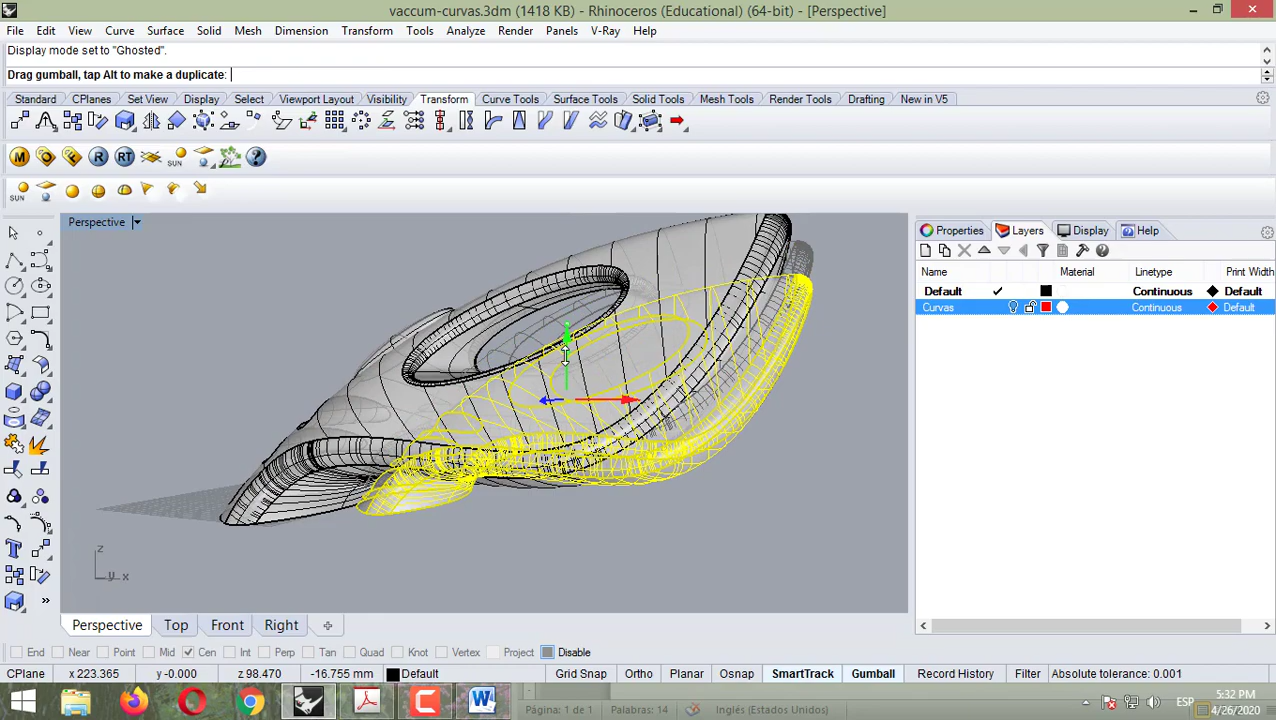 vaccum-curvas.3dm (1418 KB) - Rhinoceros (Educational) (64-bit) - [Perspective]
File Edit View Curve Surface Solid Mesh Dimension Transform Tools Analyze Render Panels V-Ray Help
Display mode set to "Ghosted".
Drag gumball, tap Alt to make a duplicate:
Standard CPlanes Set View Display Select Viewport Layout Visibility Transform Curve Tools Surface Tools Solid Tools Mesh Tools Render Tools Drafting New in V5
M R RT SUN ?
SUN
Perspective
Properties Layers Display Help
Name Material Linetype Print Width
Default Continuous Default
Curvas Continuous Default
z
y x
Perspective Top Front Right
End Near Point Mid Cen Int Perp Tan Quad Knot Vertex Project Disable
CPlane x 223.365 y -0.000 z 98.470 -16.755 mm Default Grid Snap Ortho Planar Osnap SmartTrack Gumball Record History Filter Absolute tolerance: 0.001
Página: 1 de 1 Palabras: 14 Inglés (Estados Unidos) ESP 5:32 PM
4/26/2020